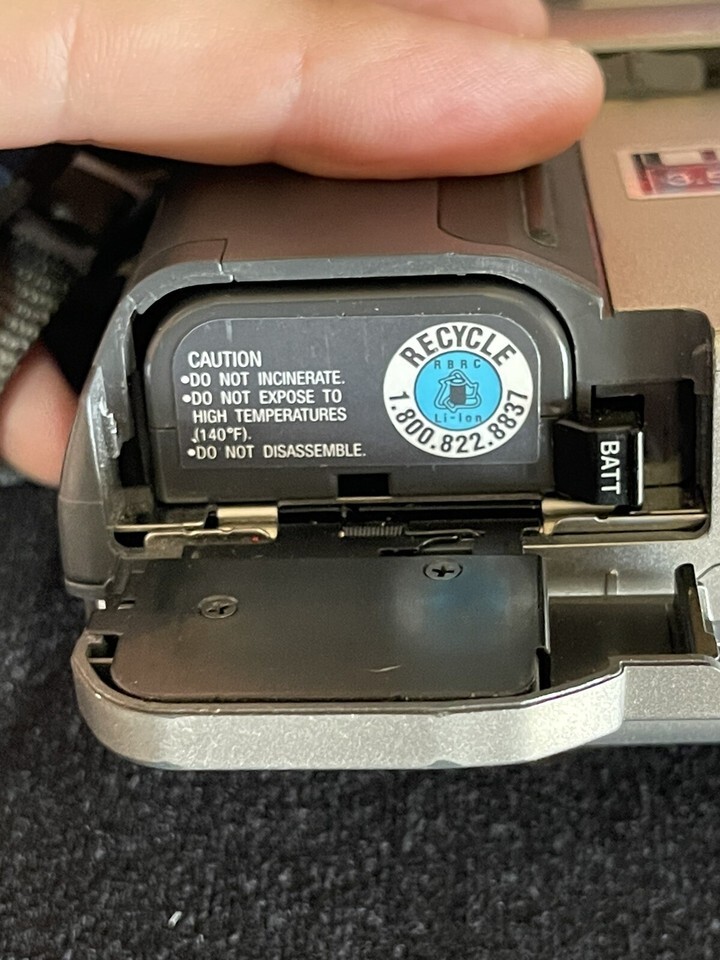 CAUTION
•DO NOT INCINERATE.
•DO NOT EXPOSE TO
HIGH TEMPERATURES
(140°F).
•DO NOT DISASSEMBLE.
RECYCLE
RBRC
Li-Ion
1.800.822.8837
BATT